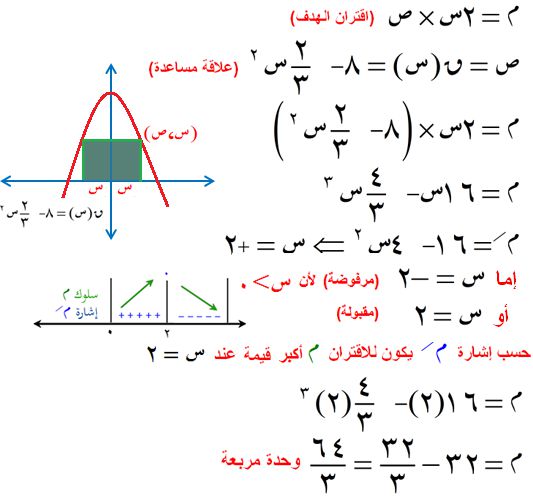 م = ٢س × ص (اقتران الهدف)
ص = ق(س) = ٨ - ٢/٣ س^٢ (علاقة مساعدة)
م = ٢س × (٨ - ٢/٣ س^٢)
م = ١٦س - ٤/٣ س^٣
م/ = ١٦ - ٤س^٢ ⇐ س = +-٢
إما س = -٢ (مرفوضة) لأن س > ٠
أو س = ٢ (مقبولة)
حسب إشارة م/ يكون للاقتران م أكبر قيمة عند س = ٢
م = ١٦(٢) - ٤/٣ (٢)^٣
م = ٣٢ - ٣٢/٣ = ٦٤/٣ وحدة مربعة
(س،ص)
س س
ق(س) = ٨ - ٢/٣ س^٢
سلوك م
إشارة م/ +++++ -----
٠ ٢